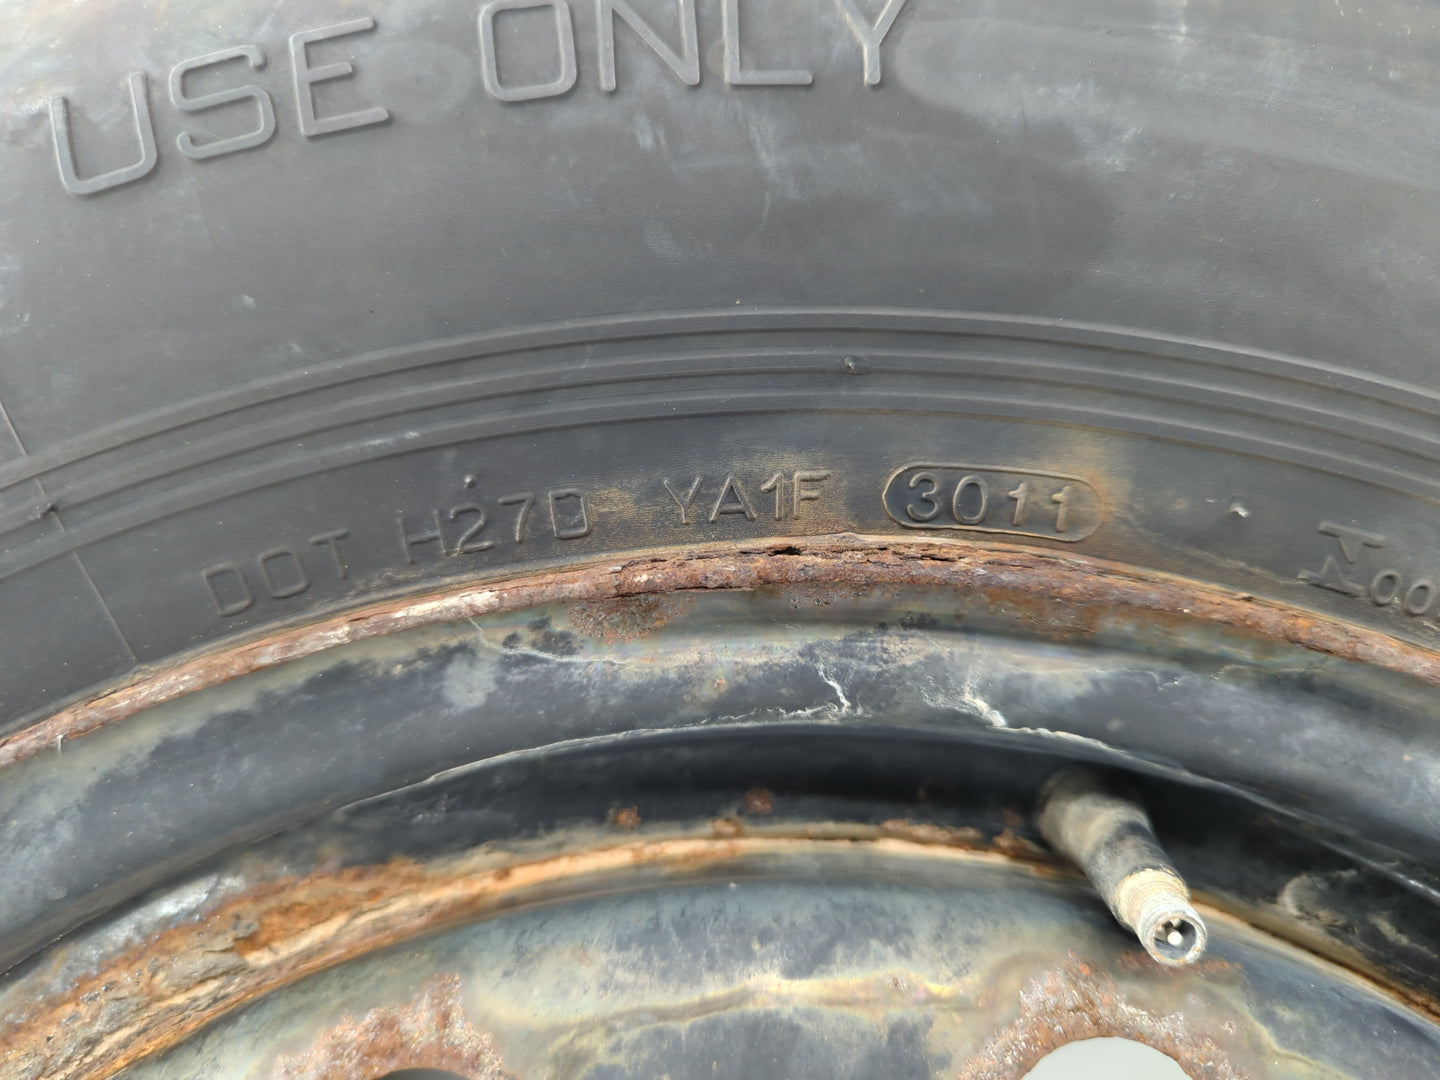 USE ONLY
DOT H27D YA1F 3011